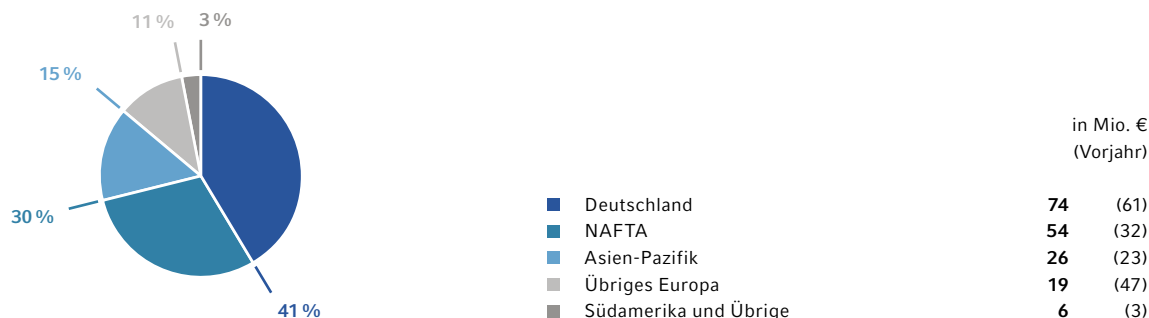 11 % 3 %
15 %
30 %
41 %
in Mio. €
(Vorjahr)
Deutschland 74 (61)
NAFTA 54 (32)
Asien-Pazifik 26 (23)
Übriges Europa 19 (47)
Südamerika und Übrige 6 (3)